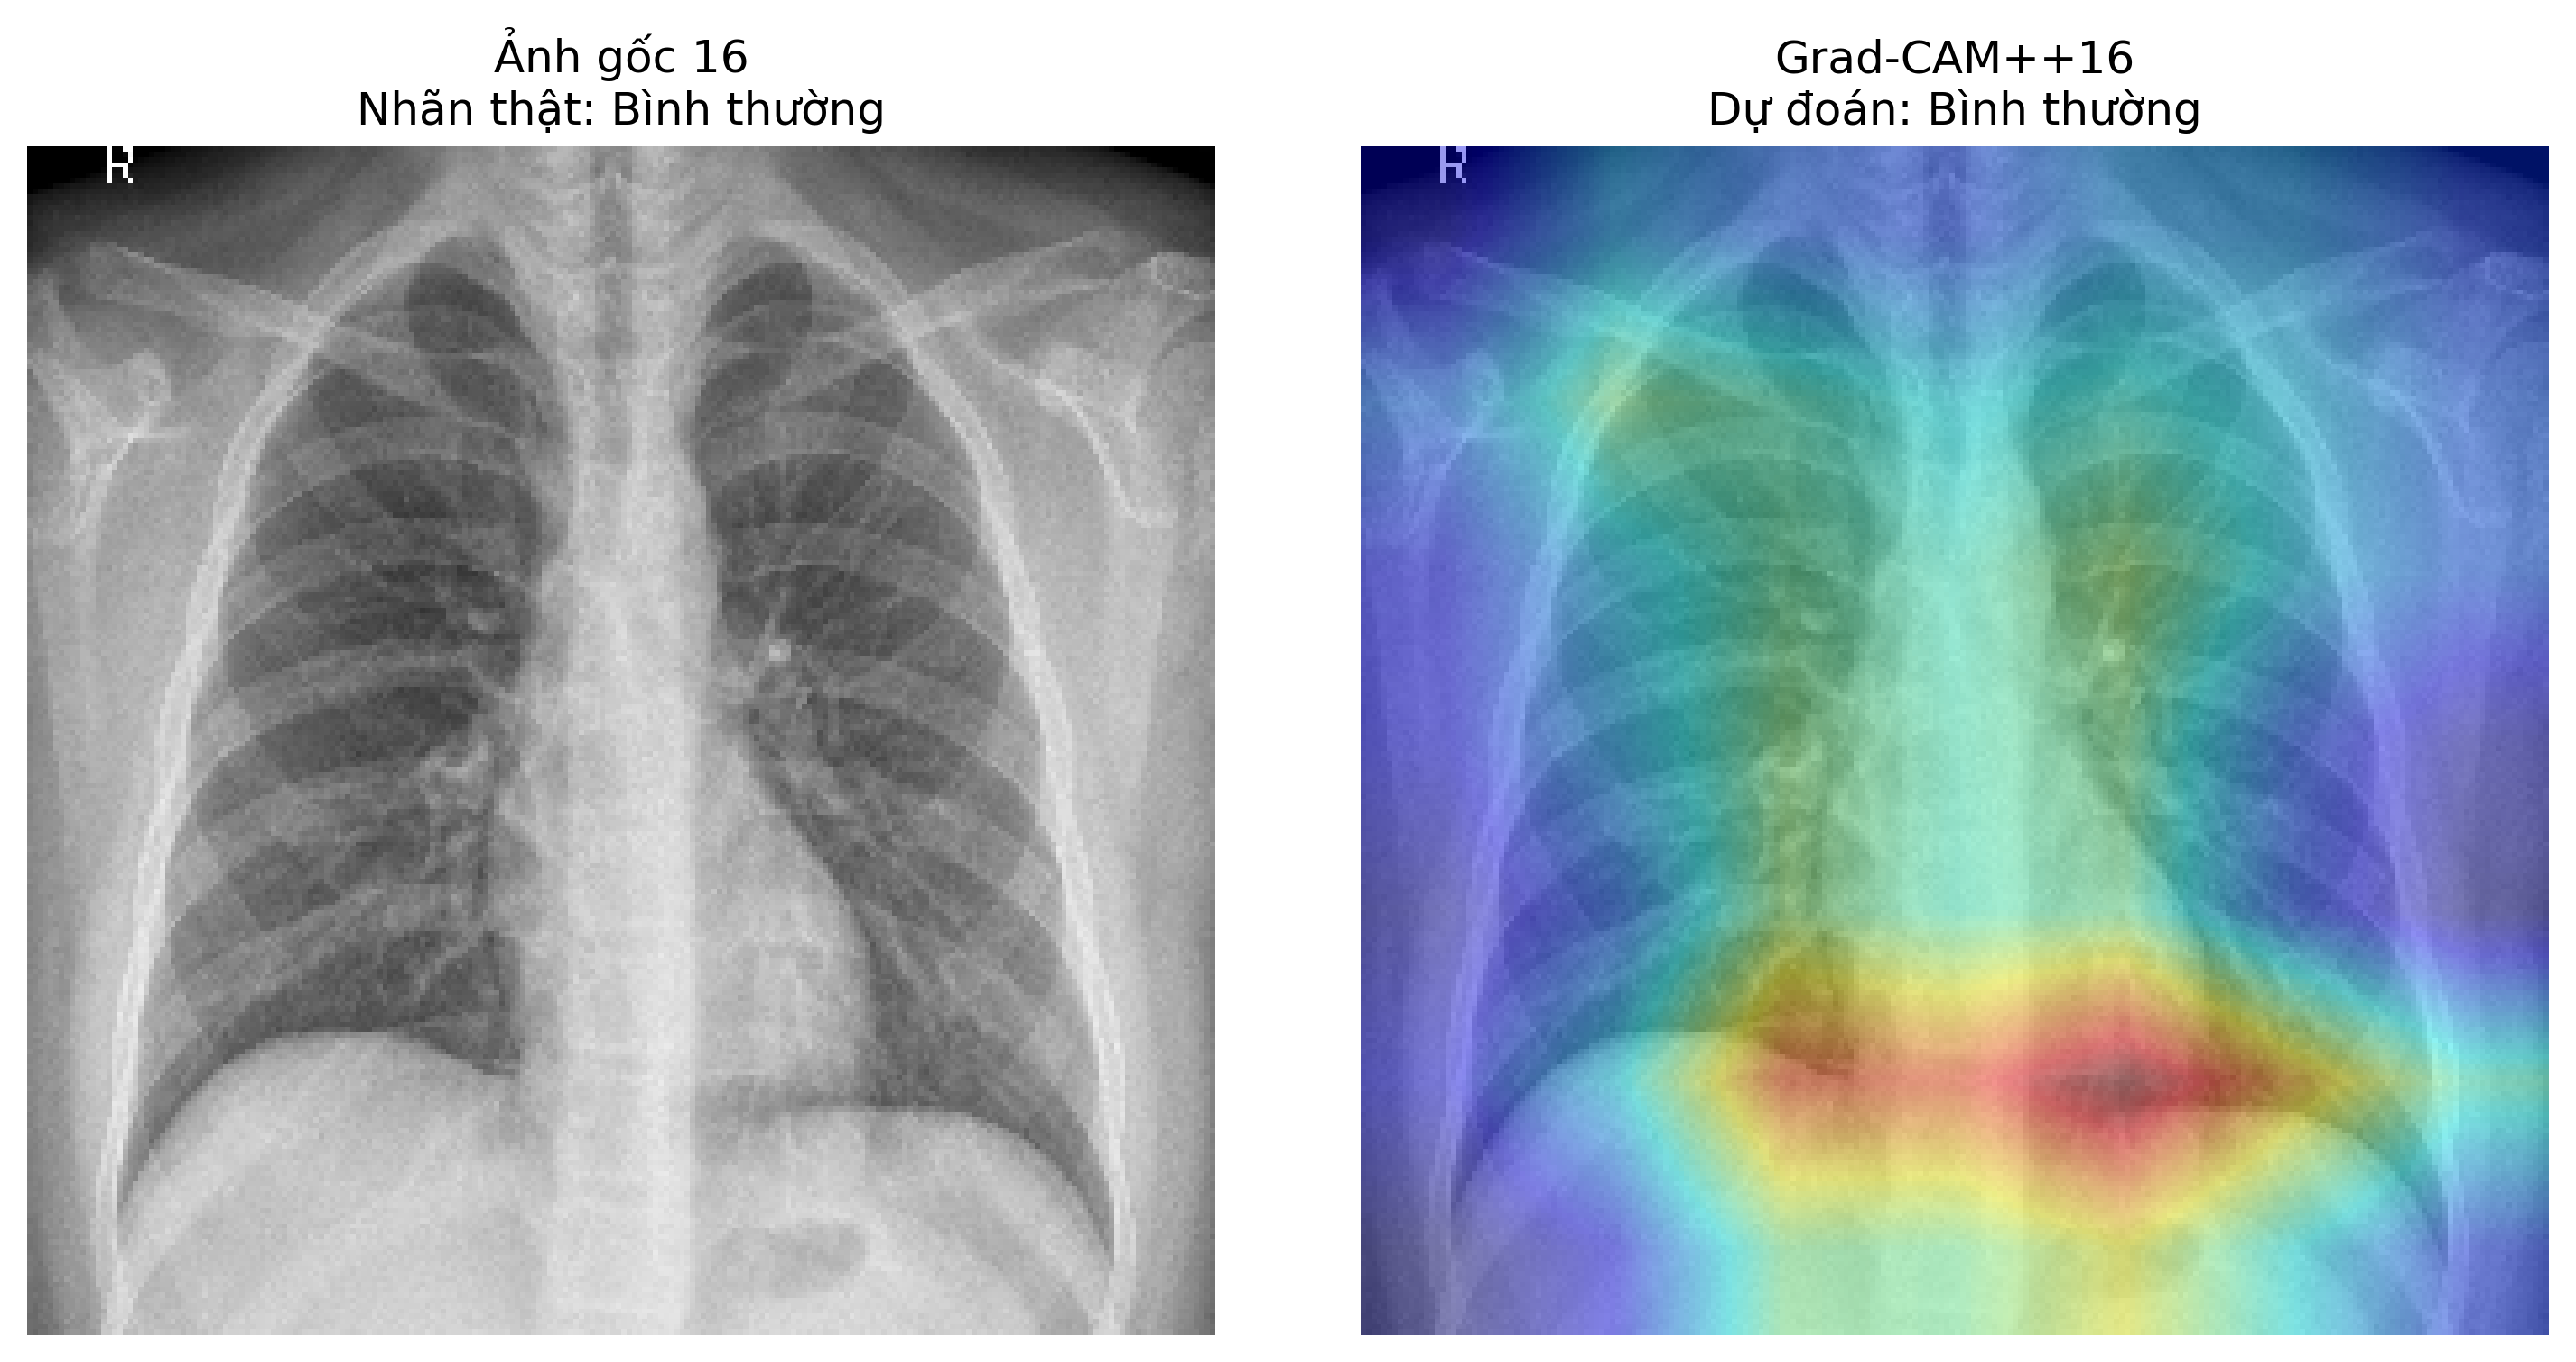 Ảnh gốc 16
Nhãn thật: Bình thường
Grad-CAM++16
Dự đoán: Bình thường
R
R